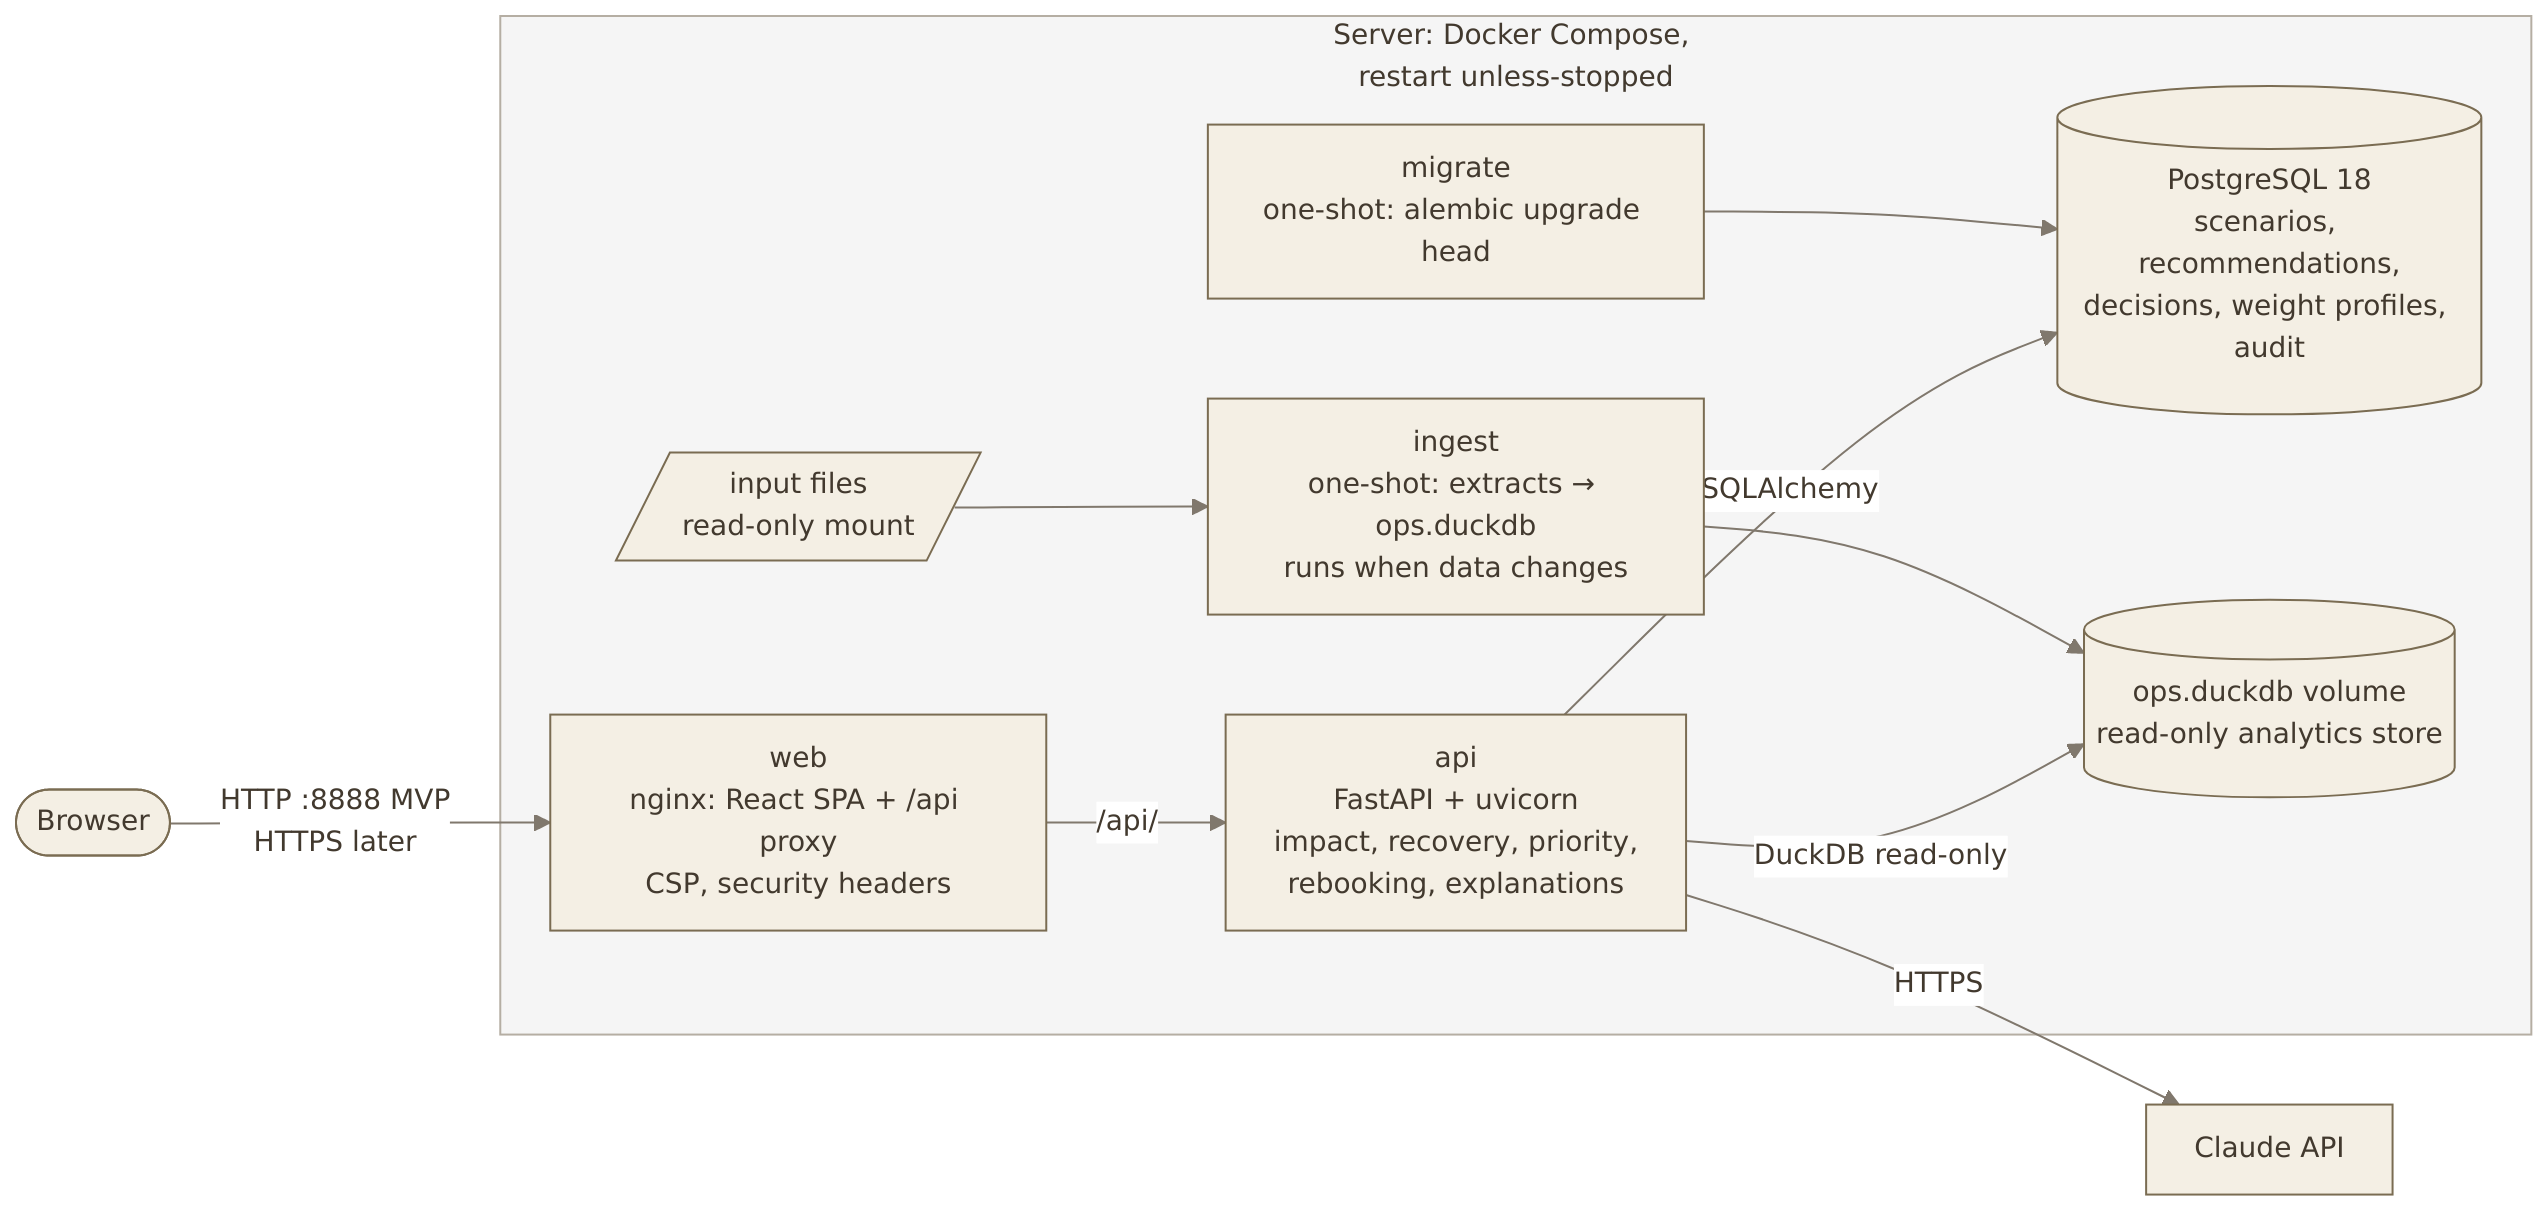 Server: Docker Compose,
restart unless-stopped
migrate
one-shot: alembic upgrade
head
PostgreSQL 18
scenarios,
recommendations,
decisions, weight profiles,
audit
input files
read-only mount
ingest
one-shot: extracts →
ops.duckdb
runs when data changes
SQLAlchemy
ops.duckdb volume
read-only analytics store
Browser
HTTP :8888 MVP
HTTPS later
web
nginx: React SPA + /api
proxy
CSP, security headers
/api/
api
FastAPI + uvicorn
impact, recovery, priority,
rebooking, explanations
DuckDB read-only
HTTPS
Claude API